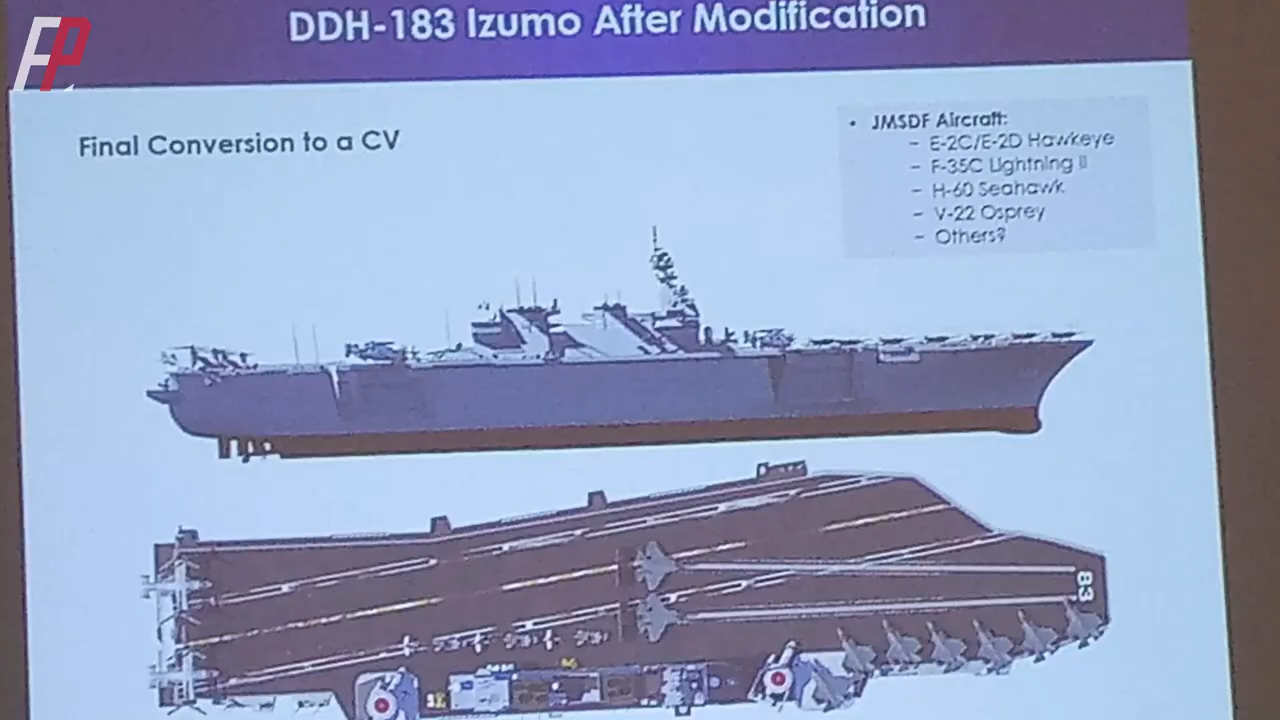 FP
DDH-183 Izumo After Modification
Final Conversion to a CV
• JMSDF Aircraft:
– E-2C/E-2D Hawkeye
– F-35C Lightning II
– H-60 Seahawk
– V-22 Osprey
– Others?
83